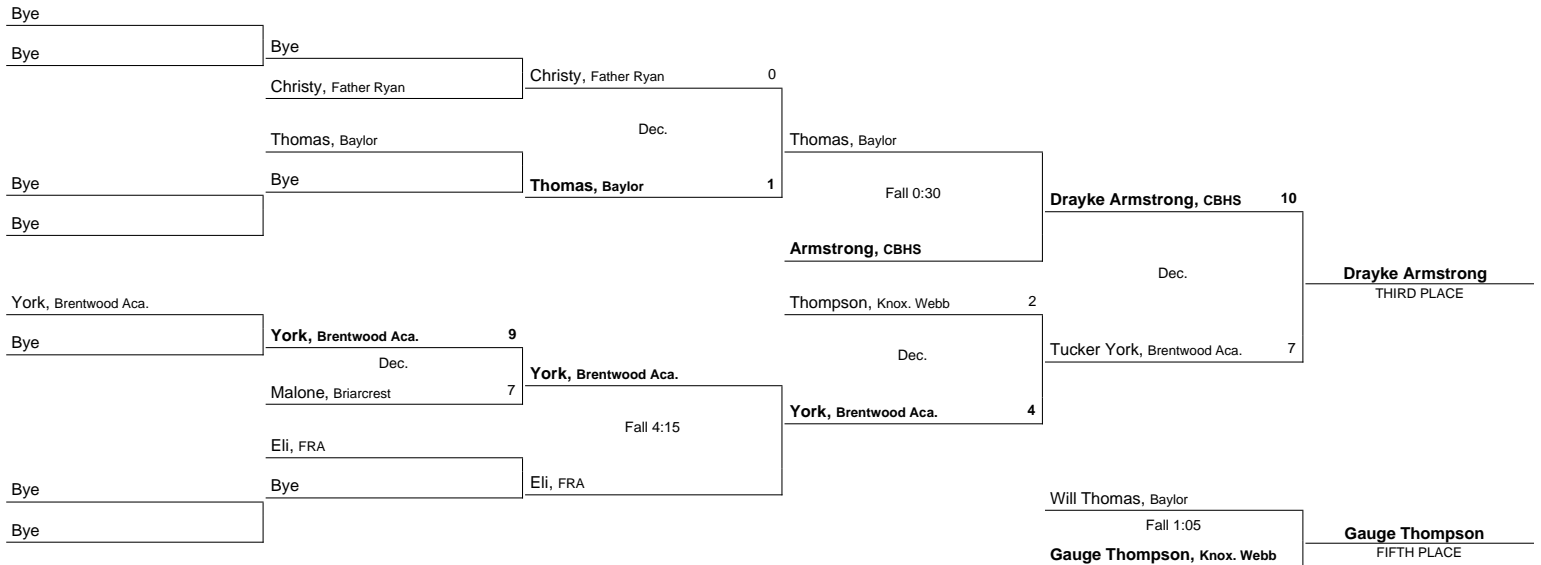 Bye
Bye
Bye
Christy, Father Ryan
Christy, Father Ryan 0
Dec.
Thomas, Baylor
Thomas, Baylor
Bye
Bye
Thomas, Baylor 1
Fall 0:30
Drayke Armstrong, CBHS 10
Bye
Armstrong, CBHS
Dec.
Drayke Armstrong
THIRD PLACE
York, Brentwood Aca.
Thompson, Knox. Webb 2
Bye
York, Brentwood Aca. 9
Dec.
Dec.
Tucker York, Brentwood Aca. 7
York, Brentwood Aca.
Malone, Briarcrest 7
York, Brentwood Aca. 4
Fall 4:15
Eli, FRA
Bye
Bye
Eli, FRA
Will Thomas, Baylor
Bye
Fall 1:05
Gauge Thompson
FIFTH PLACE
Gauge Thompson, Knox. Webb